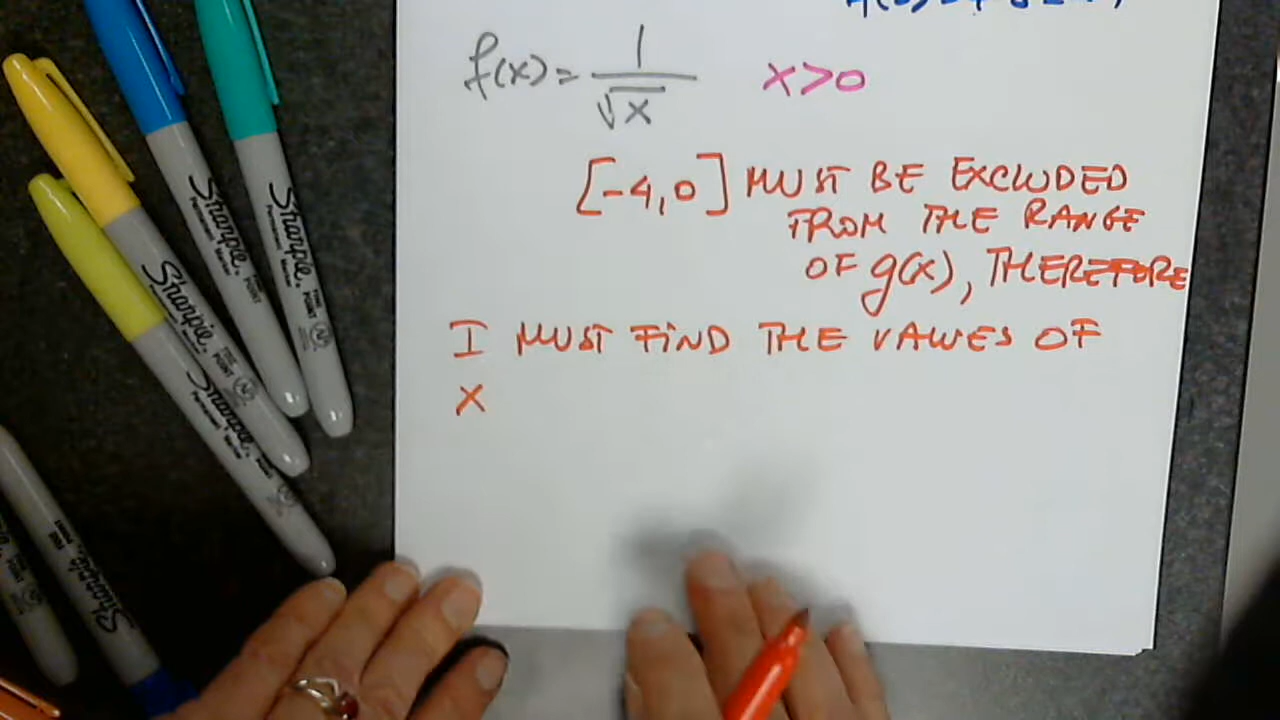 f(x) = 1/√x x>0
[-4,0] MUST BE EXCLUDED
FROM THE RANGE
OF g(x), THEREFORE
I MUST FIND THE VALUES OF
X
Sharpie
Sharpie
Sharpie
Sharpie
Sharpie